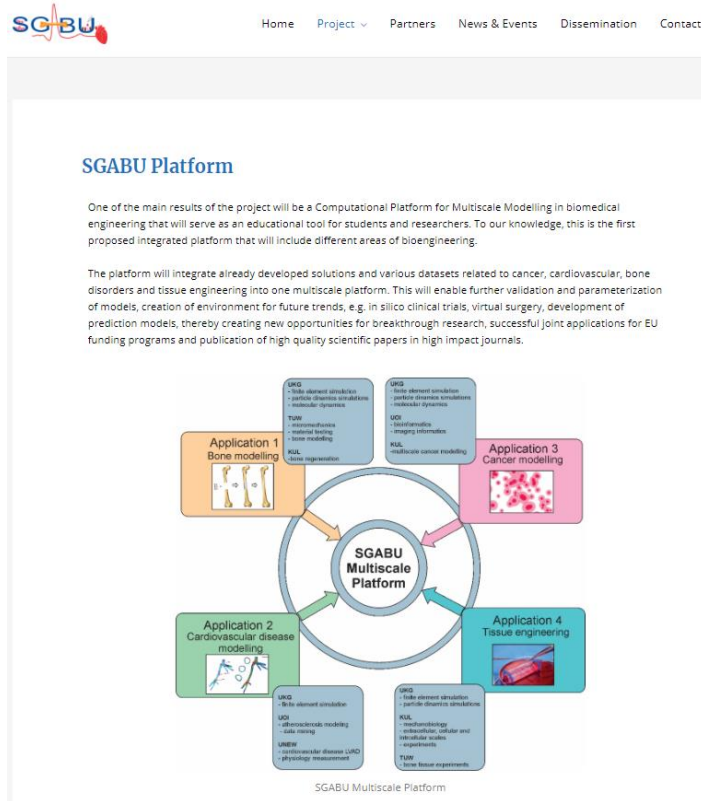 SGABU
Home Project Partners News & Events Dissemination Contact
SGABU Platform
One of the main results of the project will be a Computational Platform for Multiscale Modelling in biomedical
engineering that will serve as an educational tool for students and researchers. To our knowledge, this is the first
proposed integrated platform that will include different areas of bioengineering.
The platform will integrate already developed solutions and various datasets related to cancer, cardiovascular, bone
disorders and tissue engineering into one multiscale platform. This will enable further validation and parameterization
of models, creation of environment for future trends, e.g. in silico clinical trials, virtual surgery, development of
prediction models, thereby creating new opportunities for breakthrough research, successful joint applications for EU
funding programs and publication of high quality scientific papers in high impact journals.
UKG
- finite element simulation
- particle dinamics simulations
- molecular dynamics
TUW
- micromechanics
- material testing
- bone modelling
KUL
-bone regeneration
UKG
- finite element simulation
- particle dinamics simulations
- molecular dynamics
UOI
- bioinformatics
- imaging informatics
KUL
-multiscale cancer modelling
Application 1
Bone modelling
Application 3
Cancer modelling
SGABU
Multiscale
Platform
Application 2
Cardiovascular disease
modelling
Application 4
Tissue engineering
UKG
- finite element simulation
UOI
- atherosclerosis modeling
- data mining
UNEW
- cardiovascular disease LVAD
- physiology measurement
UKG
- finite element simulation
- particle dinamics simulations
KUL
- mechanobiology
- extracellular, cellular and
intracellular scales
- experiments
TUW
- bone tissue experiments
SGABU Multiscale Platform